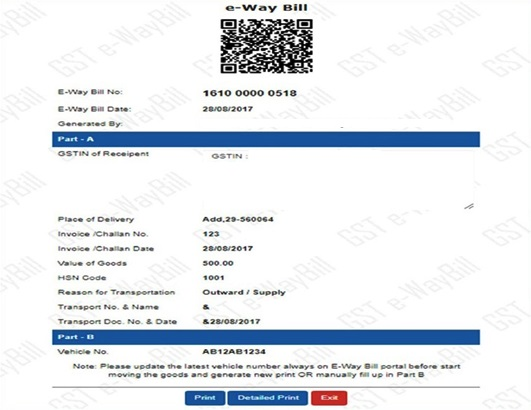 e-Way Bill
E-Way Bill No: 1610 0000 0518
E-Way Bill Date: 28/08/2017
Generated By: -
Part - A
GSTIN of Receipent GSTIN :
Place of Delivery Add,29-560064
Invoice /Challan No. 123
Invoice /Challan Date 28/08/2017
Value of Goods 500.00
HSN Code 1001
Reason for Transportation Outward / Supply
Transport No. & Name &
Transport Doc. No. & Date &28/08/2017
Part - B
Vehicle No. AB12AB1234
Note: Please update the latest vehicle number always on E-Way Bill portal before start
moving the goods and generate new print OR manually fill up in Part B
Print Detailed Print Exit
GST e-WayBill